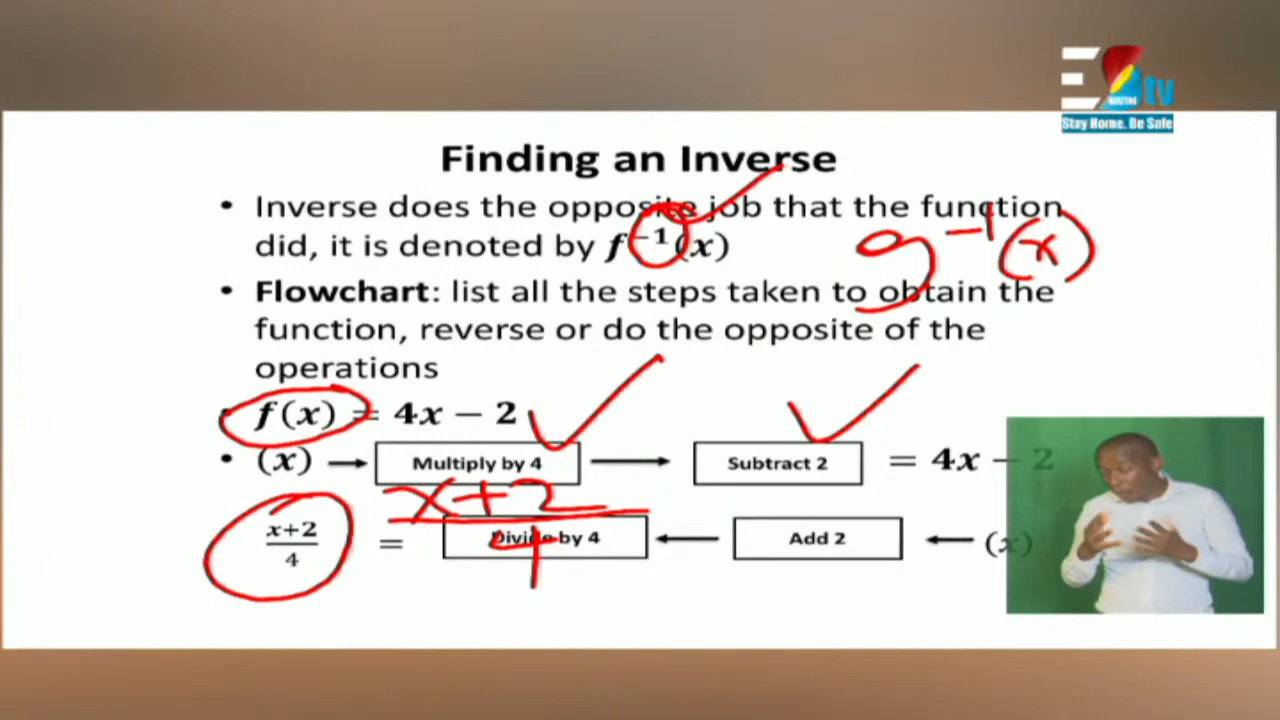 E tv
Stay Home. Be Safe
Finding an Inverse
• Inverse does the opposite job that the function
did, it is denoted by f⁻¹(x)
g⁻¹(x)
• Flowchart: list all the steps taken to obtain the
function, reverse or do the opposite of the
operations
• f(x) = 4x − 2
• (x) → Multiply by 4 → Subtract 2 = 4x − 2
x+2
4
x+2/4 = Divide by 4 ← Add 2 ← (x)